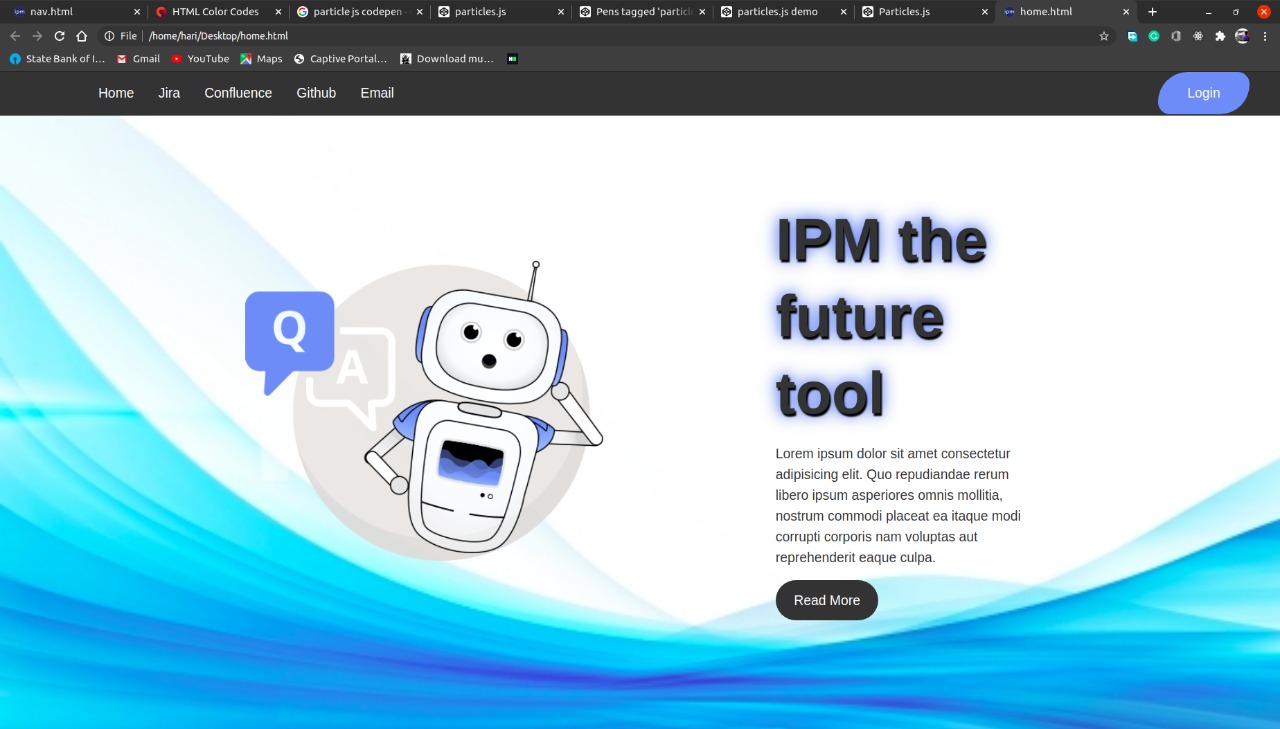 ipm nav.html
HTML Color Codes
particle js codepen -
particles.js
Pens tagged 'particle
particles.js demo
Particles.js
ipm home.html
File /home/hari/Desktop/home.html
State Bank of I...
Gmail
YouTube
Maps
Captive Portal...
Download mu...
Home Jira Confluence Github Email
Login
IPM the
future
tool
Q
A
Lorem ipsum dolor sit amet consectetur
adipisicing elit. Quo repudiandae rerum
libero ipsum asperiores omnis mollitia,
nostrum commodi placeat ea itaque modi
corrupti corporis nam voluptas aut
reprehenderit eaque culpa.
Read More